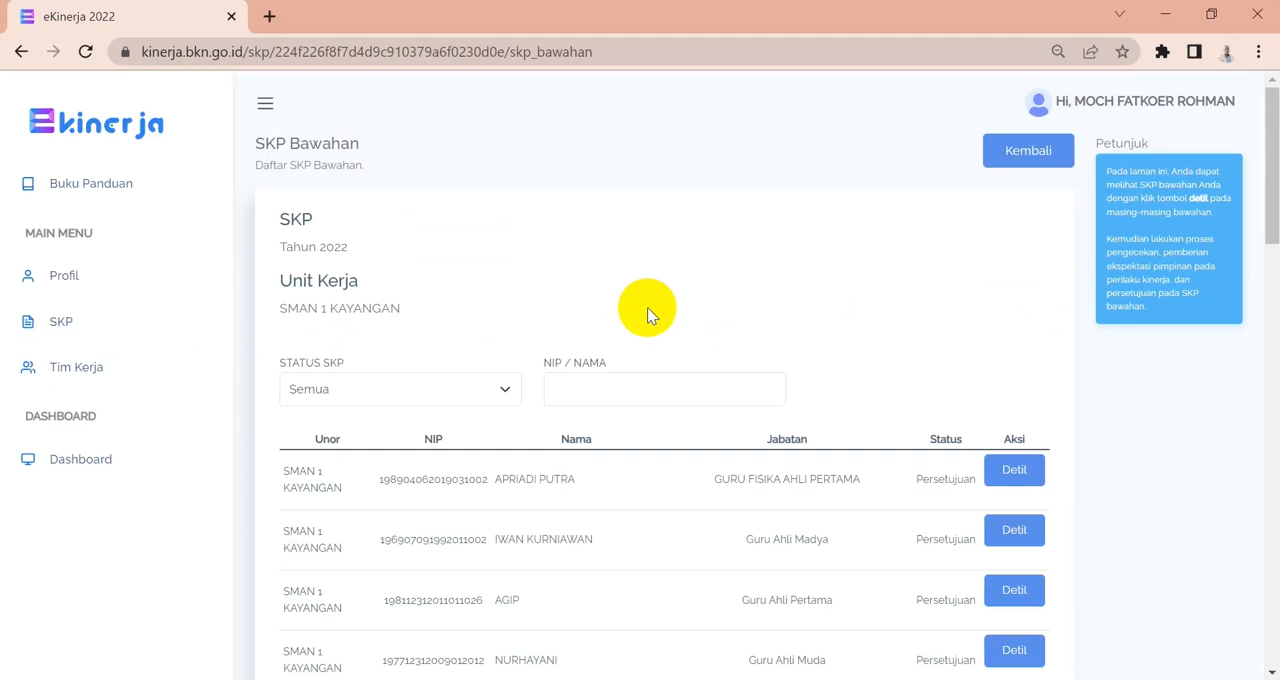 eKinerja 2022
kinerja.bkn.go.id/skp/224f226f8f7d4d9c910379a6f0230d0e/skp_bawahan
Ekinerja
Buku Panduan
MAIN MENU
Profil
SKP
Tim Kerja
DASHBOARD
Dashboard
Hi, MOCH FATKOER ROHMAN
SKP Bawahan
Daftar SKP Bawahan.
Kembali
Petunjuk
Pada laman ini, Anda dapat
melihat SKP bawahan Anda
dengan klik tombol detil pada
masing-masing bawahan.
Kemudian lakukan proses
pengecekan, pemberian
ekspektasi pimpinan pada
perilaku kinerja, dan
persetujuan pada SKP
bawahan.
SKP
Tahun 2022
Unit Kerja
SMAN 1 KAYANGAN
STATUS SKP NIP / NAMA
Semua
Unor NIP Nama Jabatan Status Aksi
SMAN 1
KAYANGAN 198904062019031002 APRIADI PUTRA GURU FISIKA AHLI PERTAMA Persetujuan Detil
SMAN 1
KAYANGAN 196907091992011002 IWAN KURNIAWAN Guru Ahli Madya Persetujuan Detil
SMAN 1
KAYANGAN 198112312011011026 AGIP Guru Ahli Pertama Persetujuan Detil
SMAN 1
KAYANGAN 197712312009012012 NURHAYANI Guru Ahli Muda Persetujuan Detil